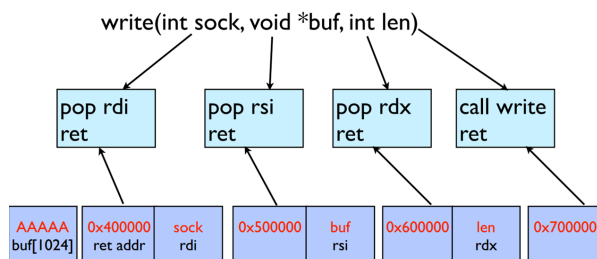 write(int sock, void *buf, int len)
pop rdi
ret
pop rsi
ret
pop rdx
ret
call write
ret
AAAAA
buf[1024]
0x400000
ret addr
sock
rdi
0x500000
buf
rsi
0x600000
len
rdx
0x700000